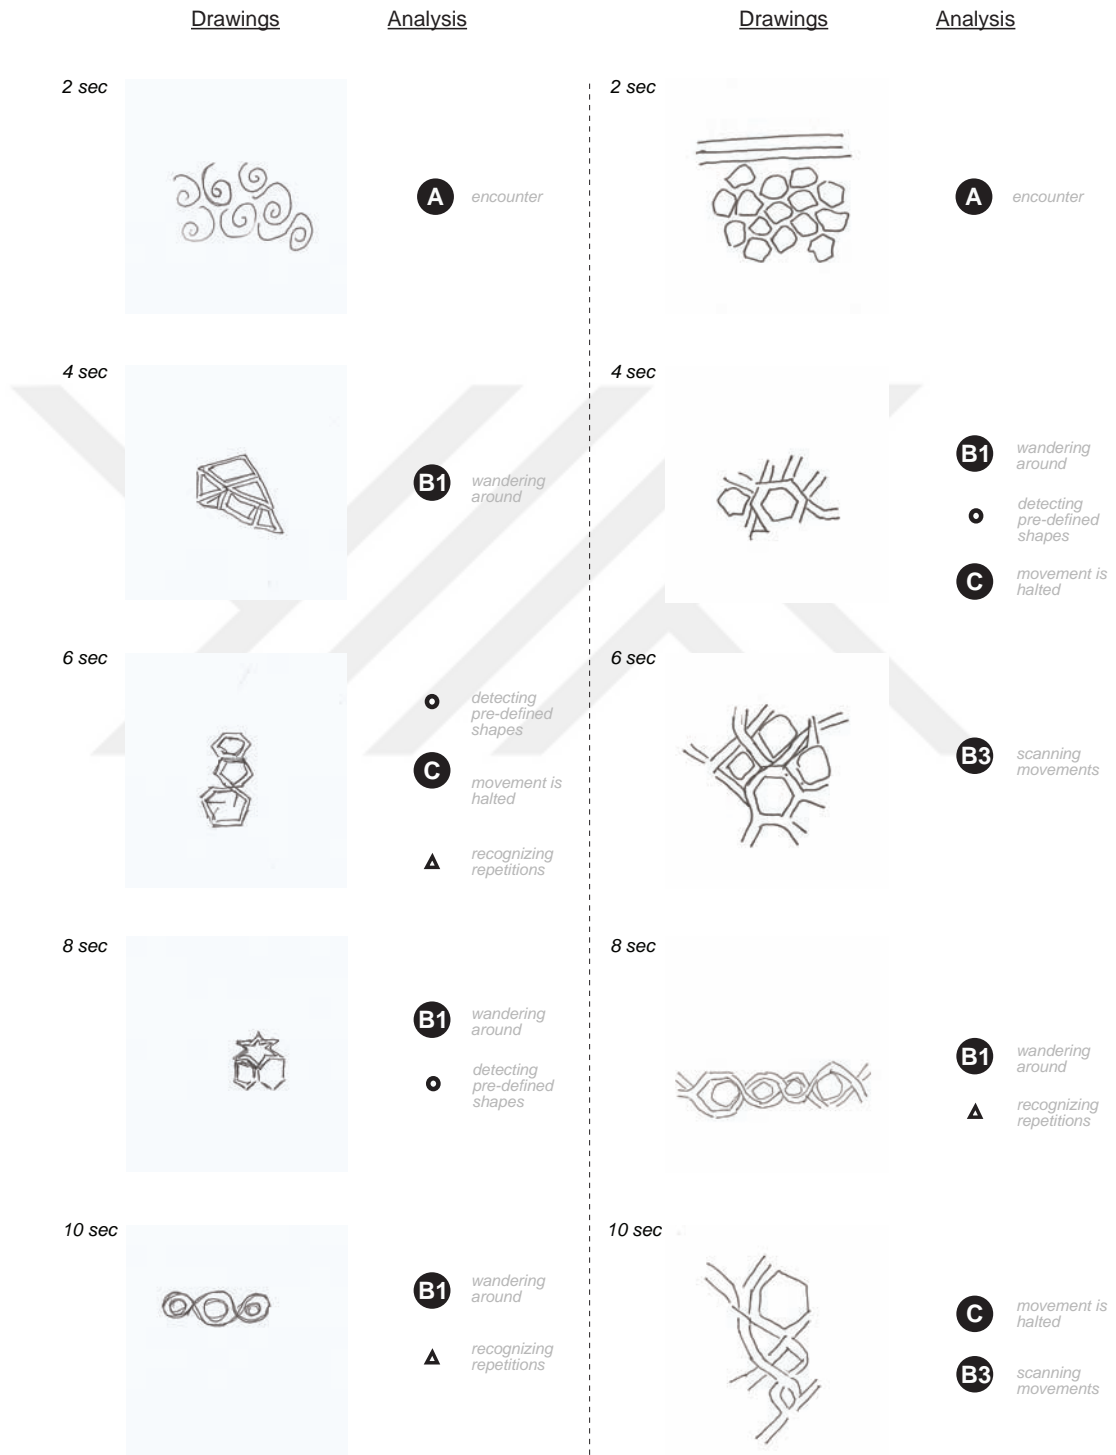 Drawings
Analysis
2 sec
A
encounter
4 sec
B1
wandering
around
6 sec
detecting
pre-defined
shapes
C
movement is
halted
recognizing
repetitions
8 sec
B1
wandering
around
detecting
pre-defined
shapes
10 sec
B1
wandering
around
recognizing
repetitions
Drawings
Analysis
2 sec
A
encounter
4 sec
B1
wandering
around
detecting
pre-defined
shapes
C
movement is
halted
6 sec
B3
scanning
movements
8 sec
B1
wandering
around
recognizing
repetitions
10 sec
C
movement is
halted
B3
scanning
movements